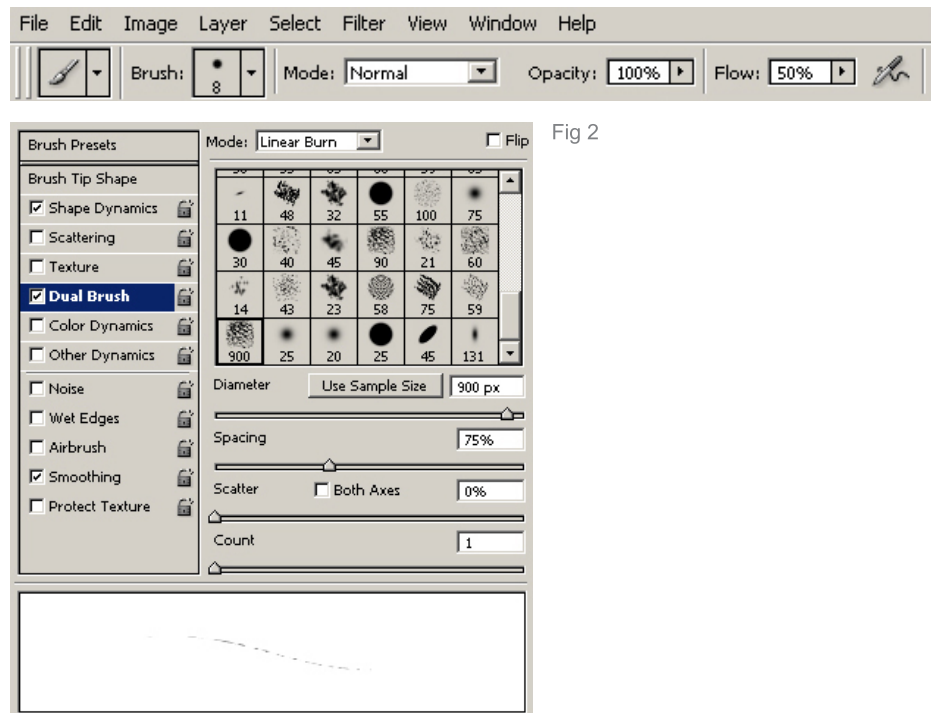 File Edit Image Layer Select Filter View Window Help
Brush: 8 Mode: Normal Opacity: 100% Flow: 50%
Fig 2
Brush Presets
Mode: Linear Burn Flip
Brush Tip Shape
Shape Dynamics
Scattering
Texture
Dual Brush
Color Dynamics
Other Dynamics
Noise
Wet Edges
Airbrush
Smoothing
Protect Texture
11 48 32 55 100 75
30 40 45 90 21 60
14 43 23 58 75 59
900 25 20 25 45 131
Diameter Use Sample Size 900 px
Spacing 75%
Scatter Both Axes 0%
Count 1